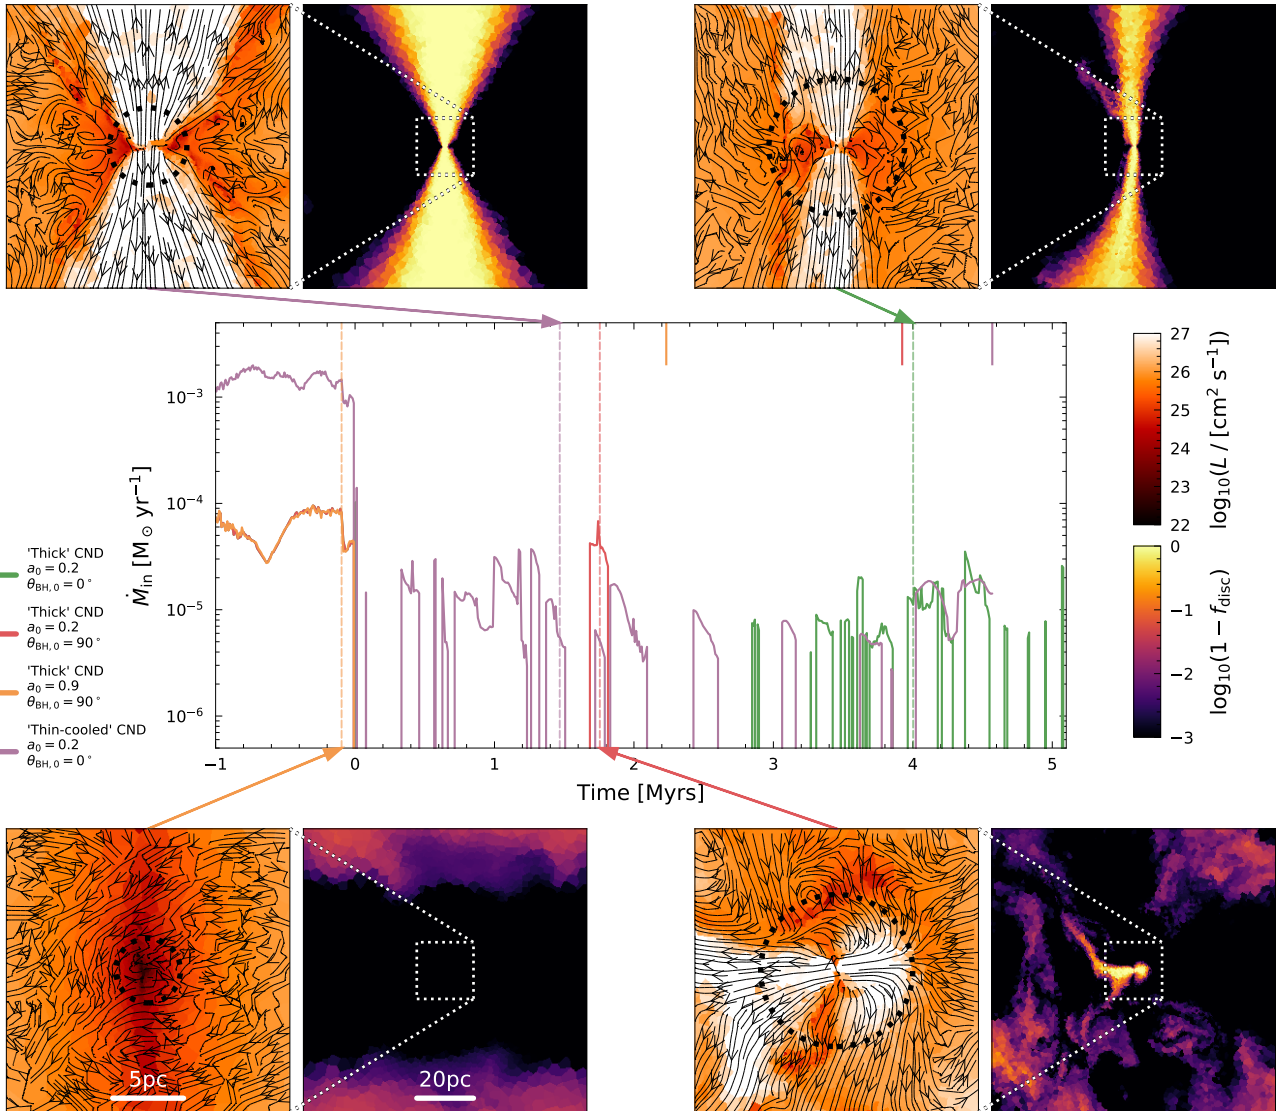 10⁻³
10⁻⁴
10⁻⁵
10⁻⁶
Ṁ_in [M_⊙ yr⁻¹]
−1 0 1 2 3 4 5
Time [Myrs]
'Thick' CND
a₀ = 0.2
θ_BH,0 = 0°
'Thick' CND
a₀ = 0.2
θ_BH,0 = 90°
'Thick' CND
a₀ = 0.9
θ_BH,0 = 90°
'Thin-cooled' CND
a₀ = 0.2
θ_BH,0 = 0°
27
26
25
24
23
22
log₁₀(L / [cm² s⁻¹])
0
−1
−2
−3
log₁₀(1 − f_disc)
5pc
20pc